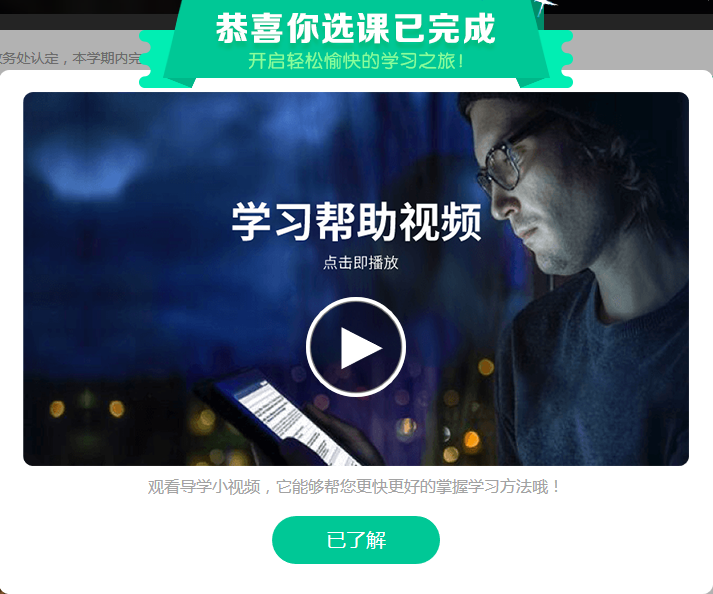 恭喜你选课已完成
开启轻松愉快的学习之旅！
务处认定，本学期内完
学习帮助视频
点击即播放
观看导学小视频，它能够帮您更快更好的掌握学习方法哦！
已了解